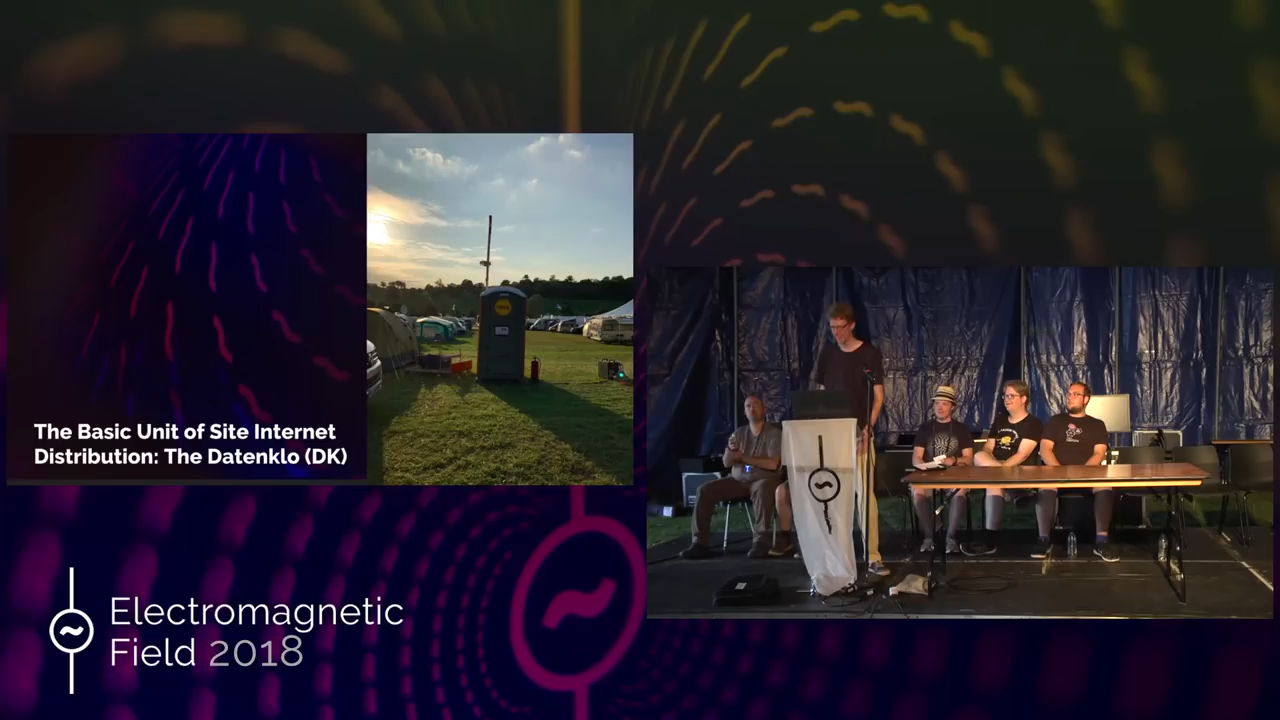 The Basic Unit of Site Internet
Distribution: The Datenklo (DK)
Electromagnetic
Field 2018